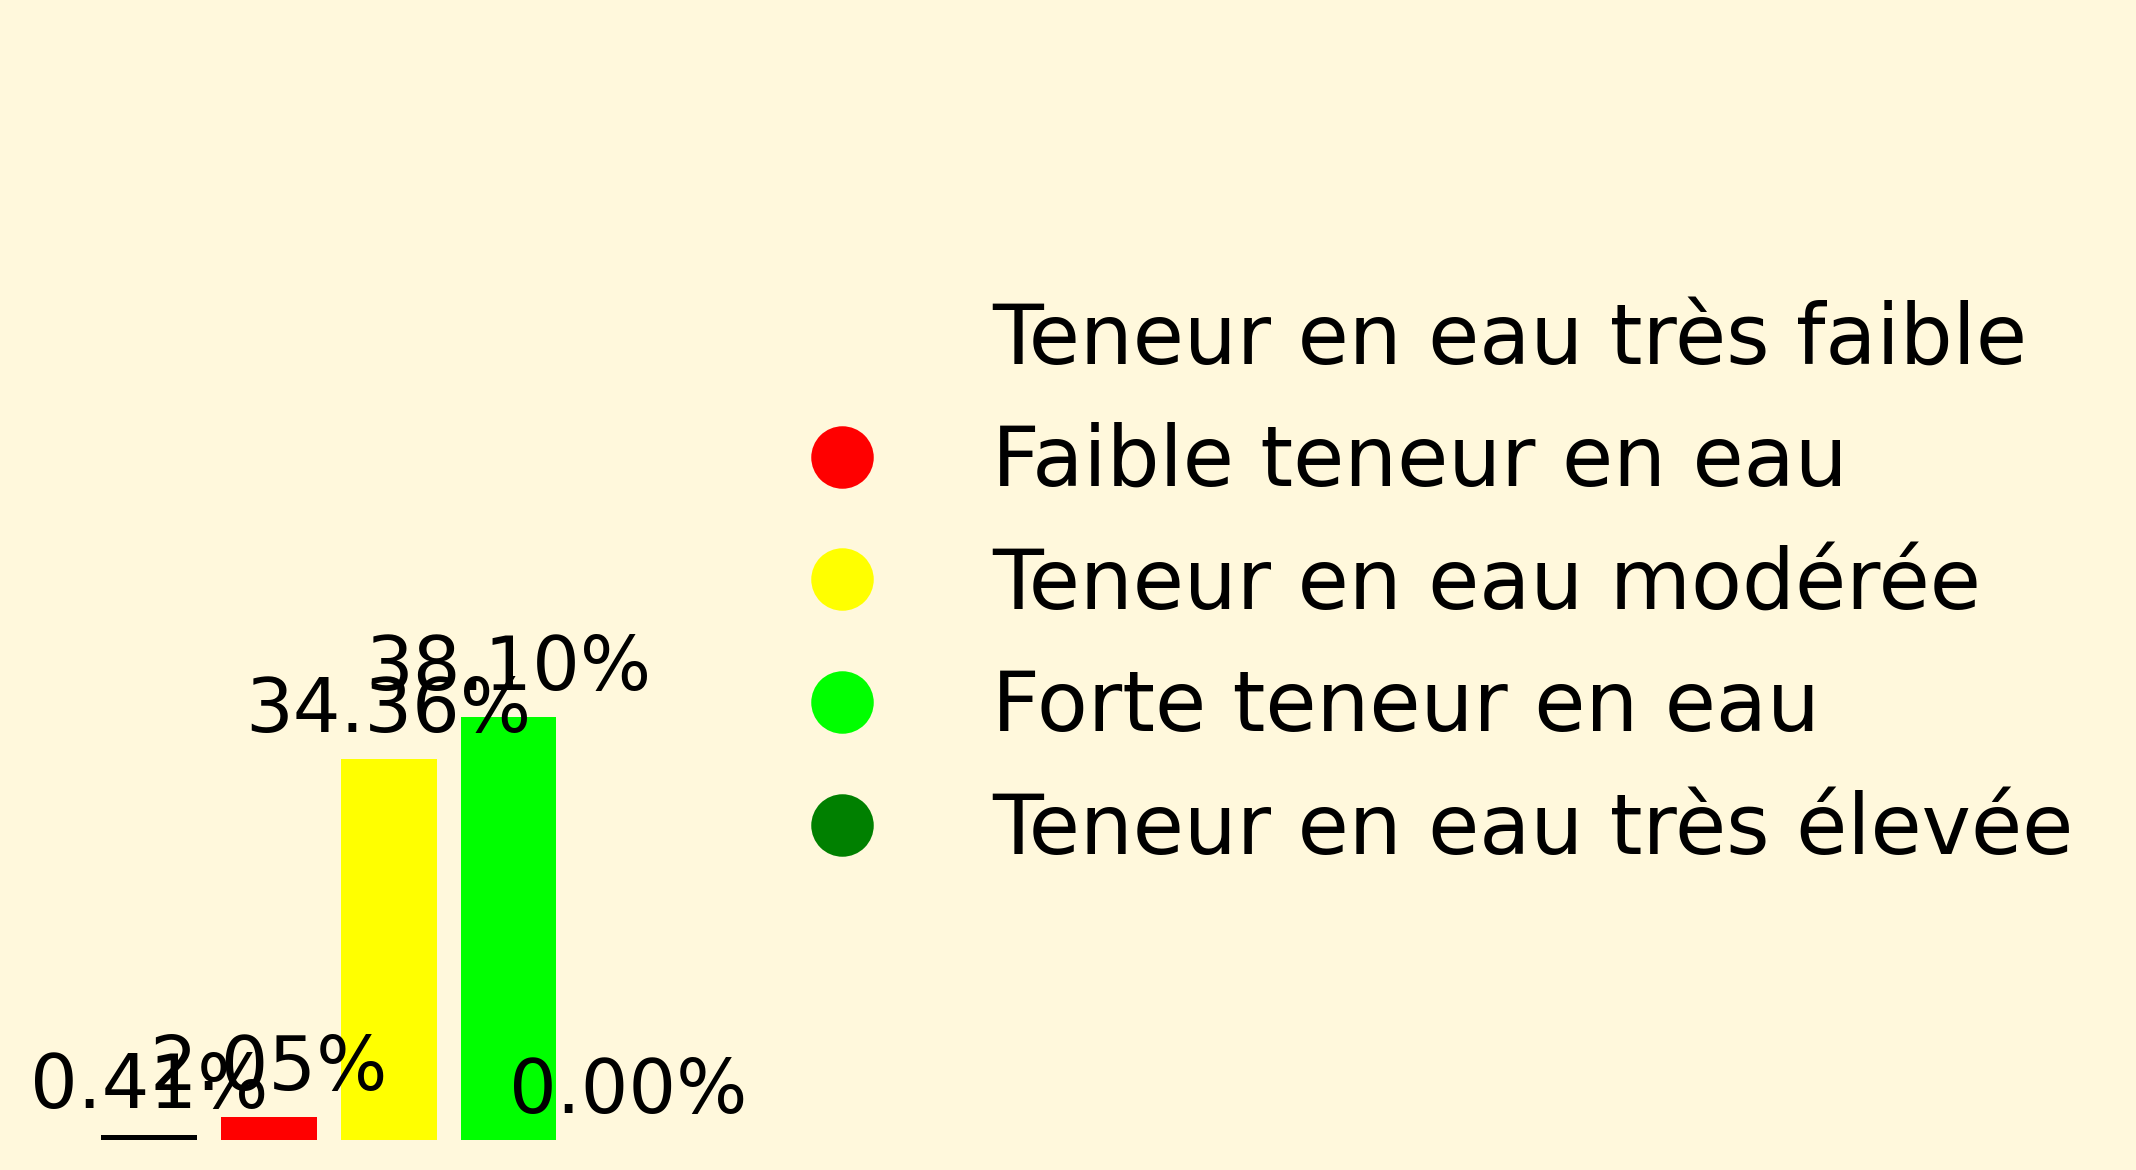 Teneur en eau très faible
Faible teneur en eau
Teneur en eau modérée
Forte teneur en eau
Teneur en eau très élevée
38.10%
34.36%
2.05%
0.41%
0.00%